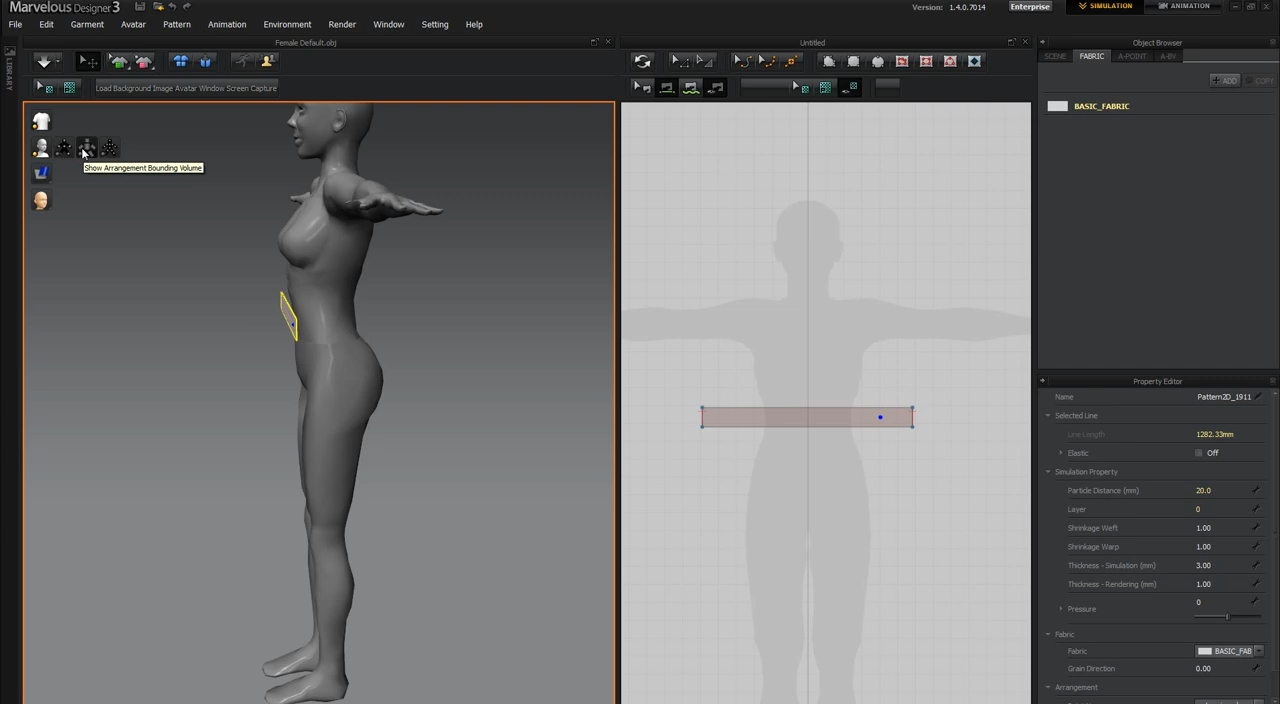 Marvelous Designer 3
Version: 1.4.0.7014
Enterprise
SIMULATION
ANIMATION
File Edit Garment Avatar Pattern Animation Environment Render Window Setting Help
Female Default.obj
Untitled
Object Browser
LIBRARY
SCENE FABRIC A-POINT A-BV
ADD COPY
Load Background Image Avatar Window Screen Capture
BASIC_FABRIC
Show Arrangement Bounding Volume
Property Editor
Name Pattern2D_1911
Selected Line
Line Length 1282.33mm
Elastic Off
Simulation Property
Particle Distance (mm) 20.0
Layer 0
Shrinkage Weft 1.00
Shrinkage Warp 1.00
Thickness - Simulation (mm) 3.00
Thickness - Rendering (mm) 1.00
Pressure 0
Fabric
Fabric BASIC_FAB
Grain Direction 0.00
Arrangement